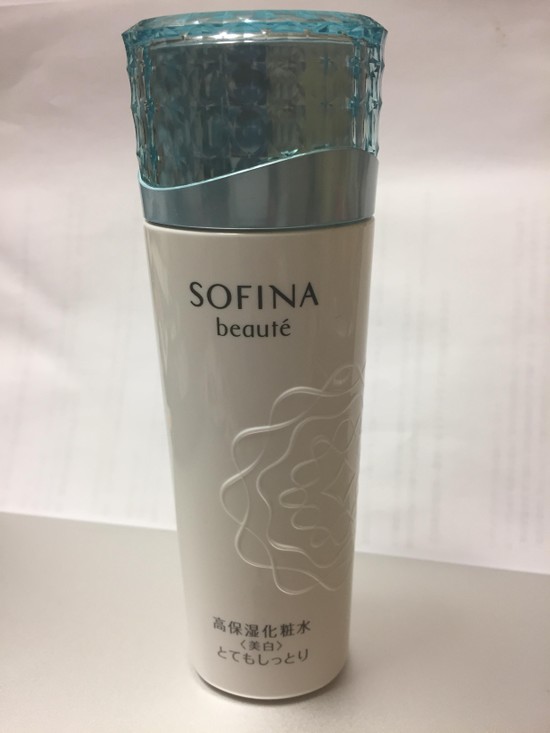 SOFINA
beauté
高保湿化粧水
〈美白〉
とてもしっとり